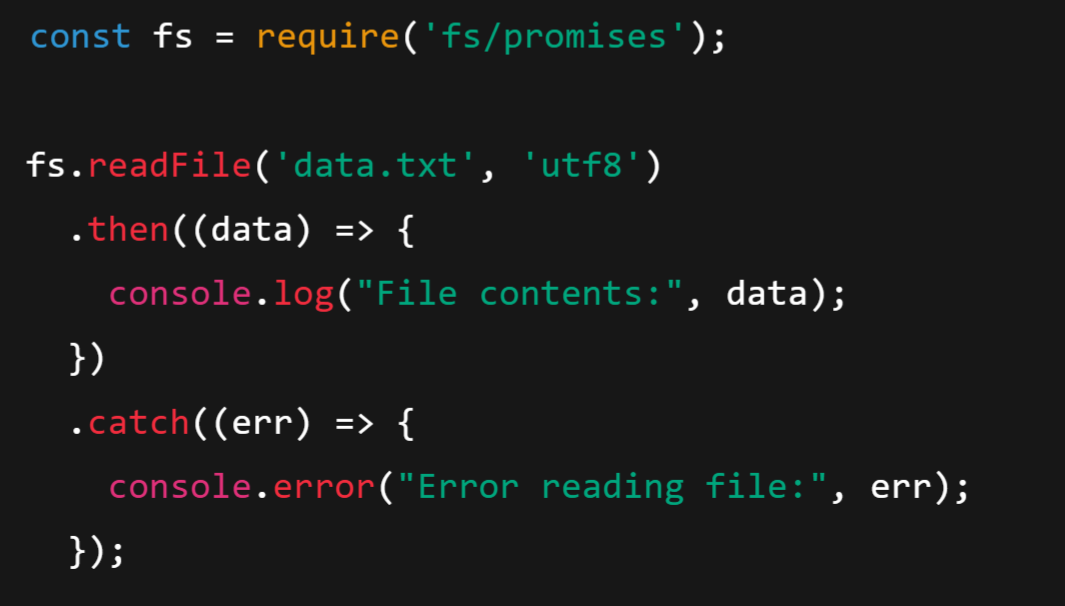 const fs = require('fs/promises');
fs.readFile('data.txt', 'utf8')
  .then((data) => {
    console.log("File contents:", data);
  })
  .catch((err) => {
    console.error("Error reading file:", err);
  });